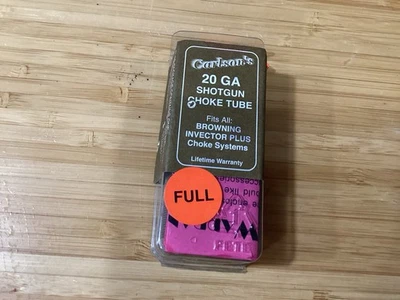 Carlson's
20 GA
SHOTGUN
CHOKE TUBE
Fits All:
BROWNING
INVECTOR PLUS
Choke Systems
Lifetime Warranty
FULL